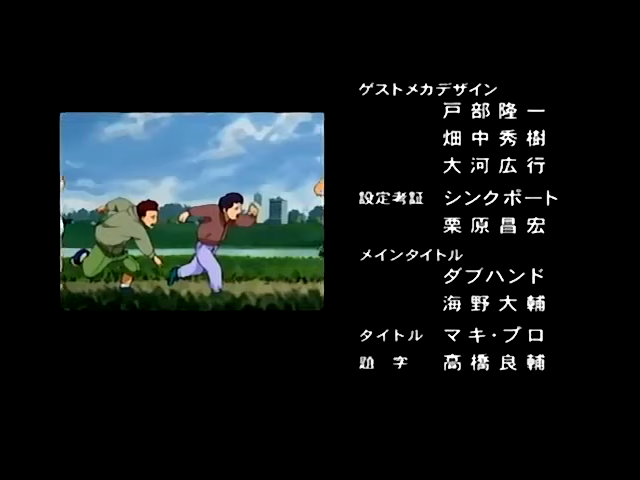 ゲストメカデザイン
戸部隆一
畑中秀樹
大河広行
設定考証 シンクポート
栗原昌宏
メインタイトル
ダブハンド
海野大輔
タイトル マキ・プロ
題字 高橋良輔